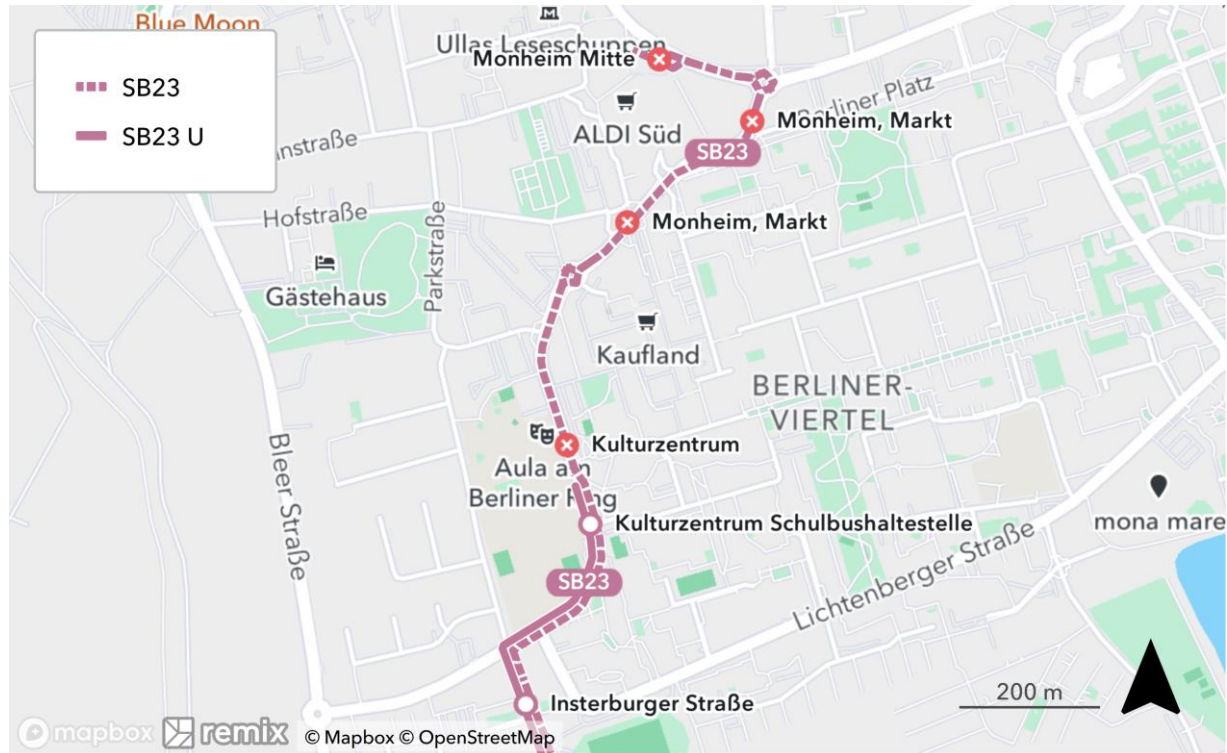 Blue Moon
SB23
SB23 U
Ullas Leseschuppen
Monheim Mitte
Berliner Platz
ALDI Süd
Monheim, Markt
SB23
nstraße
Hofstraße
Parkstraße
Monheim, Markt
Gästehaus
Kaufland
BERLINER-
VIERTEL
Bleer Straße
Kulturzentrum
Aula am
Berliner Ring
Kulturzentrum Schulbushaltestelle
mona mare
SB23
Lichtenberger Straße
Insterburger Straße
200 m
mapbox
remix
© Mapbox © OpenStreetMap